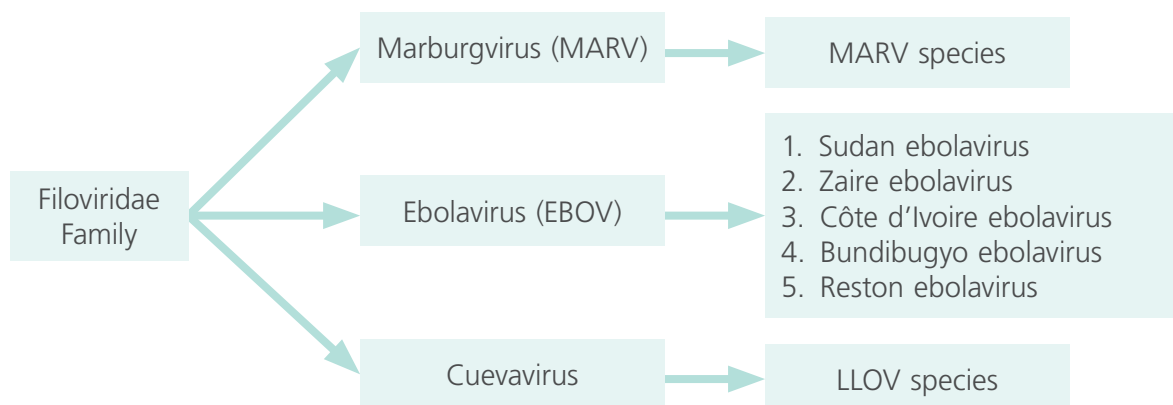 Filoviridae
Family
Marburgvirus (MARV)
MARV species
Ebolavirus (EBOV)
1. Sudan ebolavirus
2. Zaire ebolavirus
3. Côte d’Ivoire ebolavirus
4. Bundibugyo ebolavirus
5. Reston ebolavirus
Cuevavirus
LLOV species